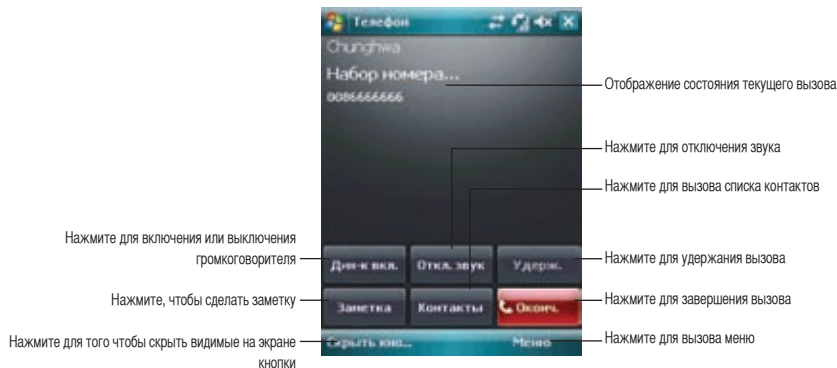 Телефон
Chunghwa
Набор номера...
0086666666
Отображение состояния текущего вызова
Нажмите для отключения звука
Нажмите для вызова списка контактов
Нажмите для включения или выключения
громкоговорителя
Дин-к вкл.
Откл. звук
Удерж.
Нажмите для удержания вызова
Нажмите, чтобы сделать заметку
Заметка
Контакты
Оконч.
Нажмите для завершения вызова
Нажмите для того чтобы скрыть видимые на экране
кнопки
Скрыть кно...
Меню
Нажмите для вызова меню